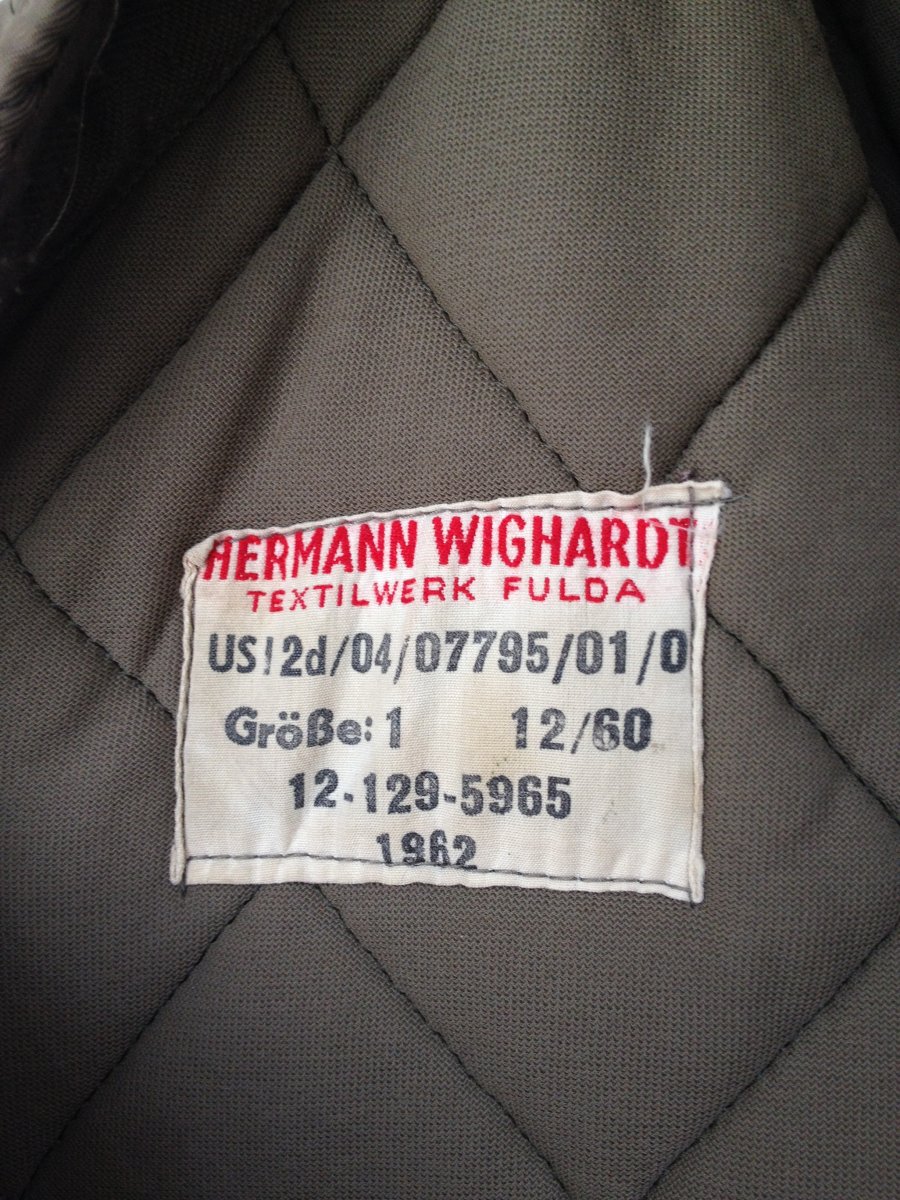 HERMANN WIGHARDT
TEXTILWERK FULDA
US!2d/04/07795/01/0
Größe: 1 12/60
12-129-5965
1962